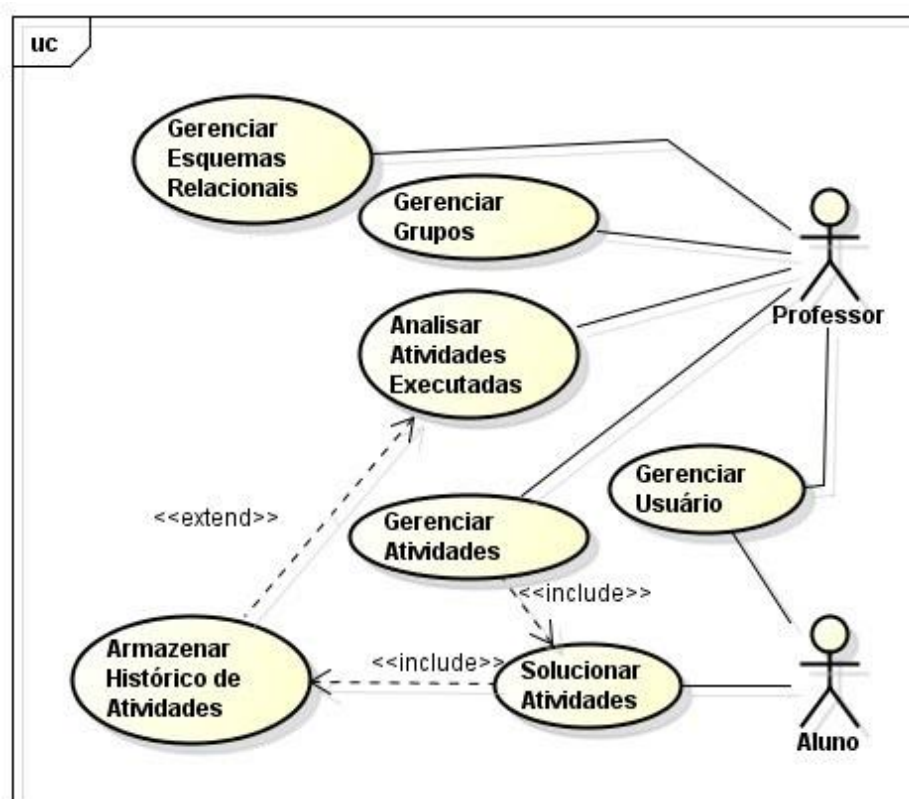 uc
Gerenciar
Esquemas
Relacionais
Gerenciar
Grupos
Professor
Analisar
Atividades
Executadas
Gerenciar
Usuário
<<extend>>
Gerenciar
Atividades
<<include>>
Armazenar
Histórico de
Atividades
<<include>>
Solucionar
Atividades
Aluno